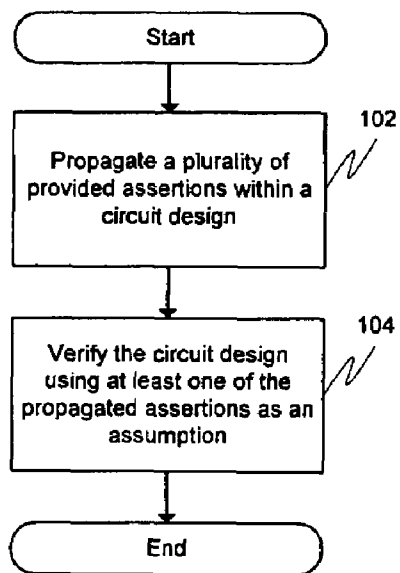 Start
102
Propagate a plurality of
provided assertions within a
circuit design
104
Verify the circuit design
using at least one of the
propagated assertions as an
assumption
End